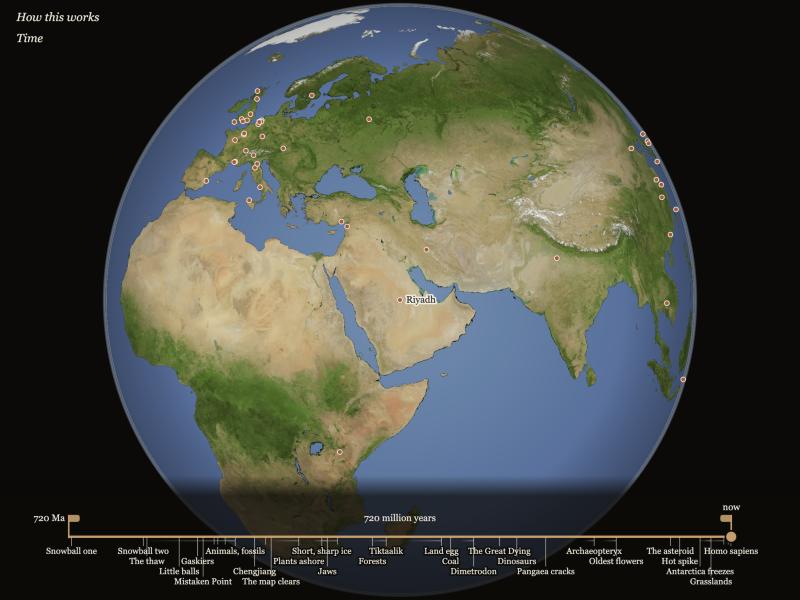 How this works
Time
Riyadh
now
720 Ma
720 million years
Snowball one
Snowball two
Animals, fossils
Short, sharp ice
Tiktaalik
Land egg
The Great Dying
Archaeopteryx
The asteroid
Homo sapiens
The thaw
Gaskiers
Plants ashore
Forests
Coal
Dinosaurs
Oldest flowers
Hot spike
Little balls
Chengjiang
Jaws
Dimetrodon
Pangaea cracks
Antarctica freezes
Mistaken Point
The map clears
Grasslands